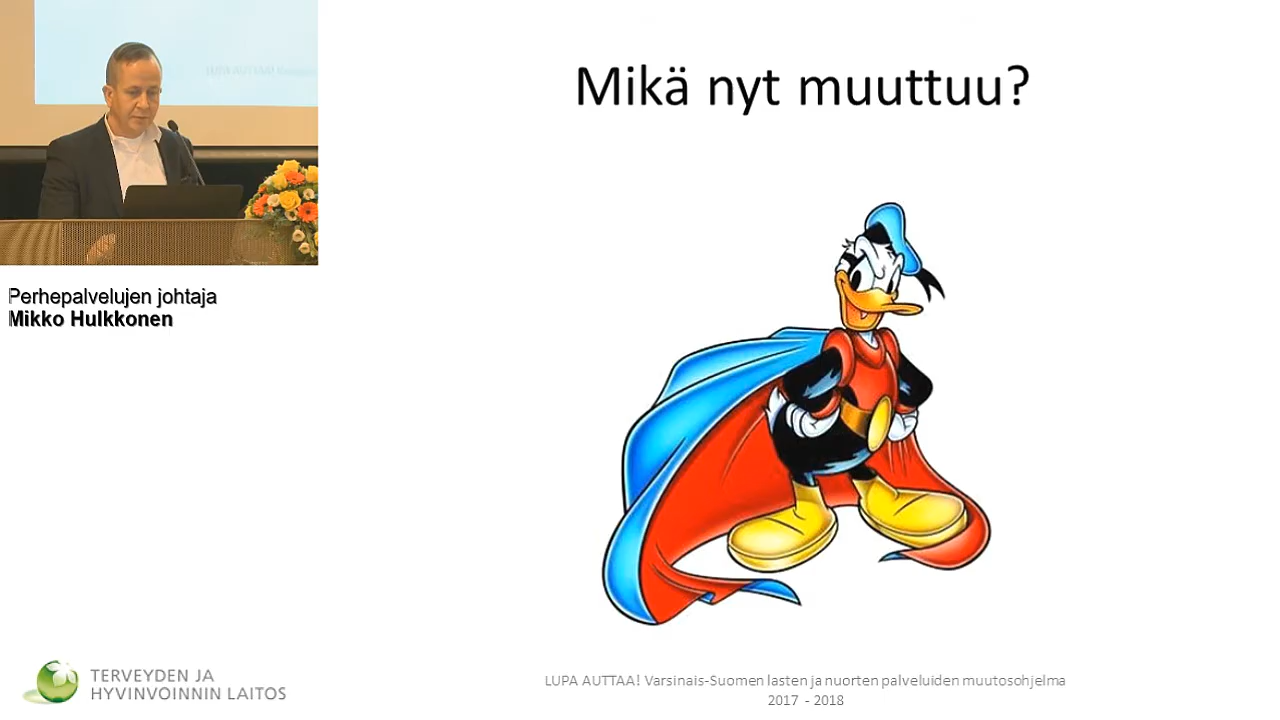 Mikä nyt muuttuu?
Perhepalvelujen johtaja
Mikko Hulkkonen
TERVEYDEN JA
HYVINVOINNIN LAITOS
LUPA AUTTAA! Varsinais-Suomen lasten ja nuorten palveluiden muutosohjelma
2017 - 2018